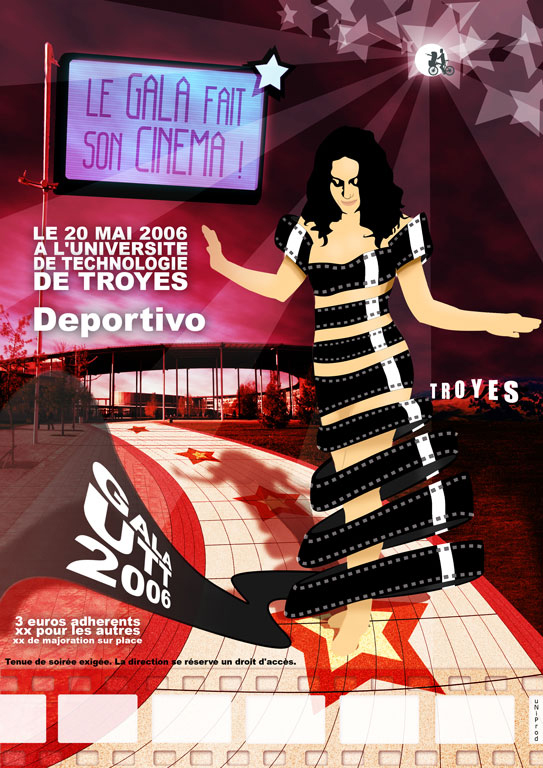 LE GALA FAIT
SON CINEMA !
LE 20 MAI 2006
A L'UNIVERSITE
DE TECHNOLOGIE
DE TROYES
Deportivo
TROYES
GALA
UTT
2006
3 euros adherents
xx pour les autres
xx de majoration sur place
Tenue de soirée exigée. La direction se réserve un droit d'accès.
uNiProd